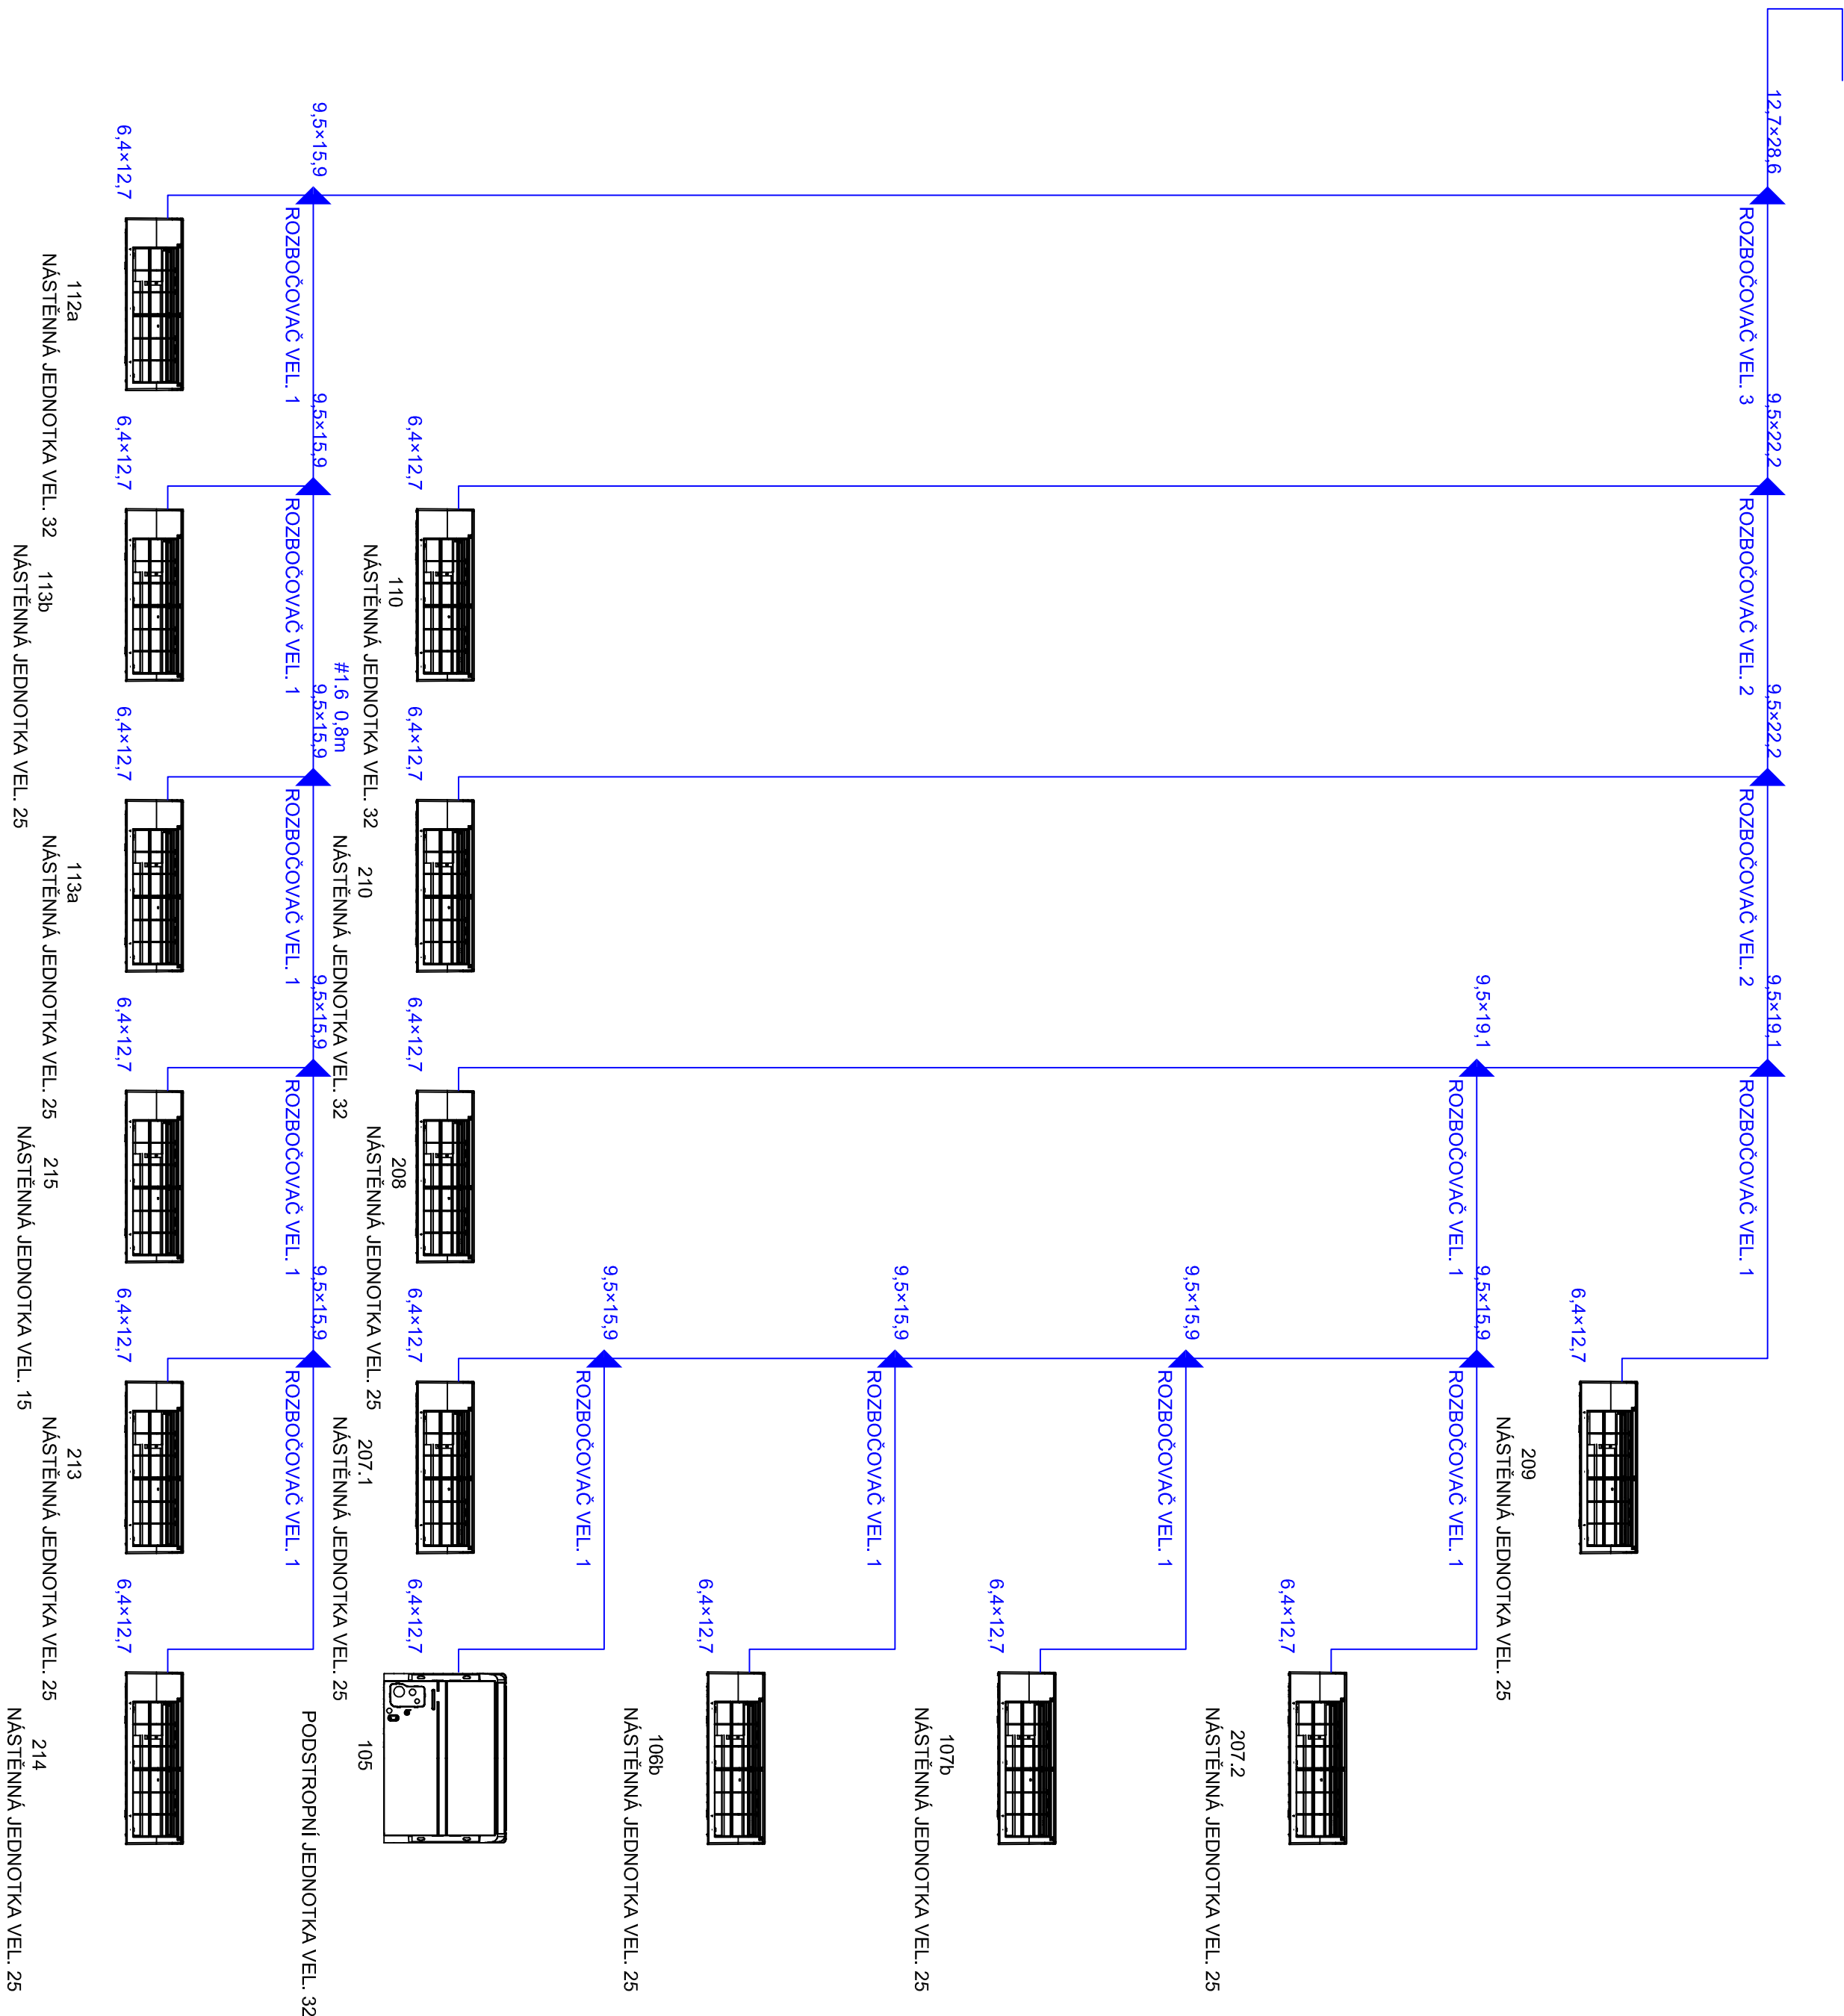 12,7×28,6
9,5×22,2
9,5×22,2
9,5×19,1
ROZBOČOVAČ VEL. 3
ROZBOČOVAČ VEL. 2
ROZBOČOVAČ VEL. 2
ROZBOČOVAČ VEL. 1
6,4×12,7
209
NÁSTĚNNÁ JEDNOTKA VEL. 25
9,5×19,1
9,5×15,9
ROZBOČOVAČ VEL. 1
ROZBOČOVAČ VEL. 1
6,4×12,7
207.2
NÁSTĚNNÁ JEDNOTKA VEL. 25
9,5×15,9
ROZBOČOVAČ VEL. 1
6,4×12,7
107b
NÁSTĚNNÁ JEDNOTKA VEL. 25
9,5×15,9
ROZBOČOVAČ VEL. 1
6,4×12,7
106b
NÁSTĚNNÁ JEDNOTKA VEL. 25
9,5×15,9
ROZBOČOVAČ VEL. 1
6,4×12,7
6,4×12,7
6,4×12,7
6,4×12,7
6,4×12,7
110
NÁSTĚNNÁ JEDNOTKA VEL. 32
210
NÁSTĚNNÁ JEDNOTKA VEL. 32
208
NÁSTĚNNÁ JEDNOTKA VEL. 25
207.1
NÁSTĚNNÁ JEDNOTKA VEL. 25
105
PODSTROPNÍ JEDNOTKA VEL. 32
#1.6 0,8m
9,5×15,9
9,5×15,9
9,5×15,9
9,5×15,9
9,5×15,9
ROZBOČOVAČ VEL. 1
ROZBOČOVAČ VEL. 1
ROZBOČOVAČ VEL. 1
ROZBOČOVAČ VEL. 1
ROZBOČOVAČ VEL. 1
6,4×12,7
6,4×12,7
6,4×12,7
6,4×12,7
6,4×12,7
6,4×12,7
112a
NÁSTĚNNÁ JEDNOTKA VEL. 32
113b
NÁSTĚNNÁ JEDNOTKA VEL. 25
113a
NÁSTĚNNÁ JEDNOTKA VEL. 25
215
NÁSTĚNNÁ JEDNOTKA VEL. 15
213
NÁSTĚNNÁ JEDNOTKA VEL. 25
214
NÁSTĚNNÁ JEDNOTKA VEL. 25